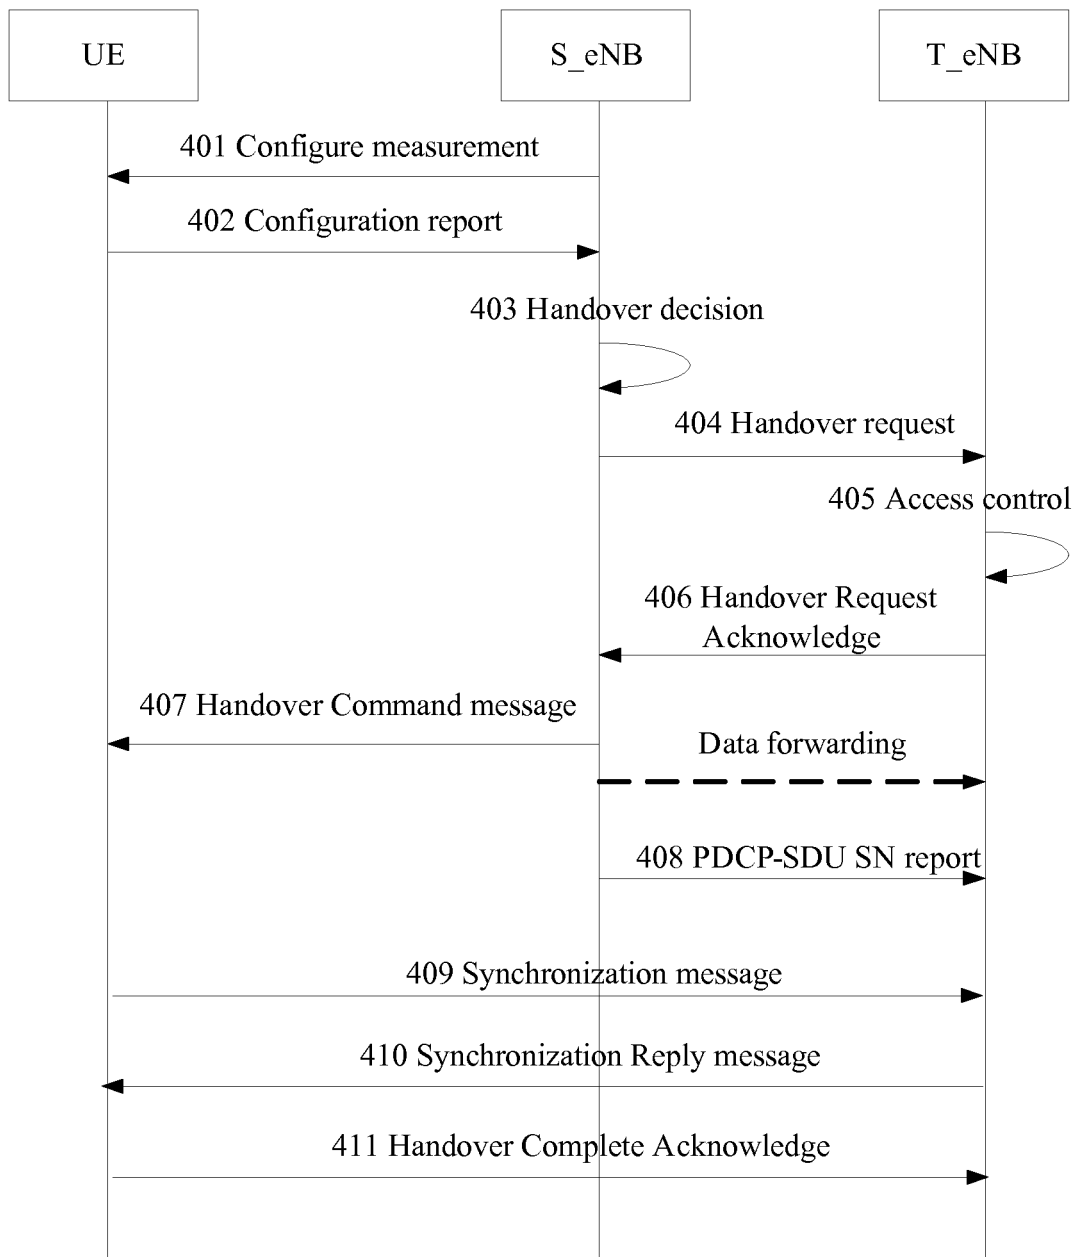 UE
S_eNB
T_eNB
401 Configure measurement
402 Configuration report
403 Handover decision
404 Handover request
405 Access control
406 Handover Request
Acknowledge
407 Handover Command message
Data forwarding
408 PDCP-SDU SN report
409 Synchronization message
410 Synchronization Reply message
411 Handover Complete Acknowledge